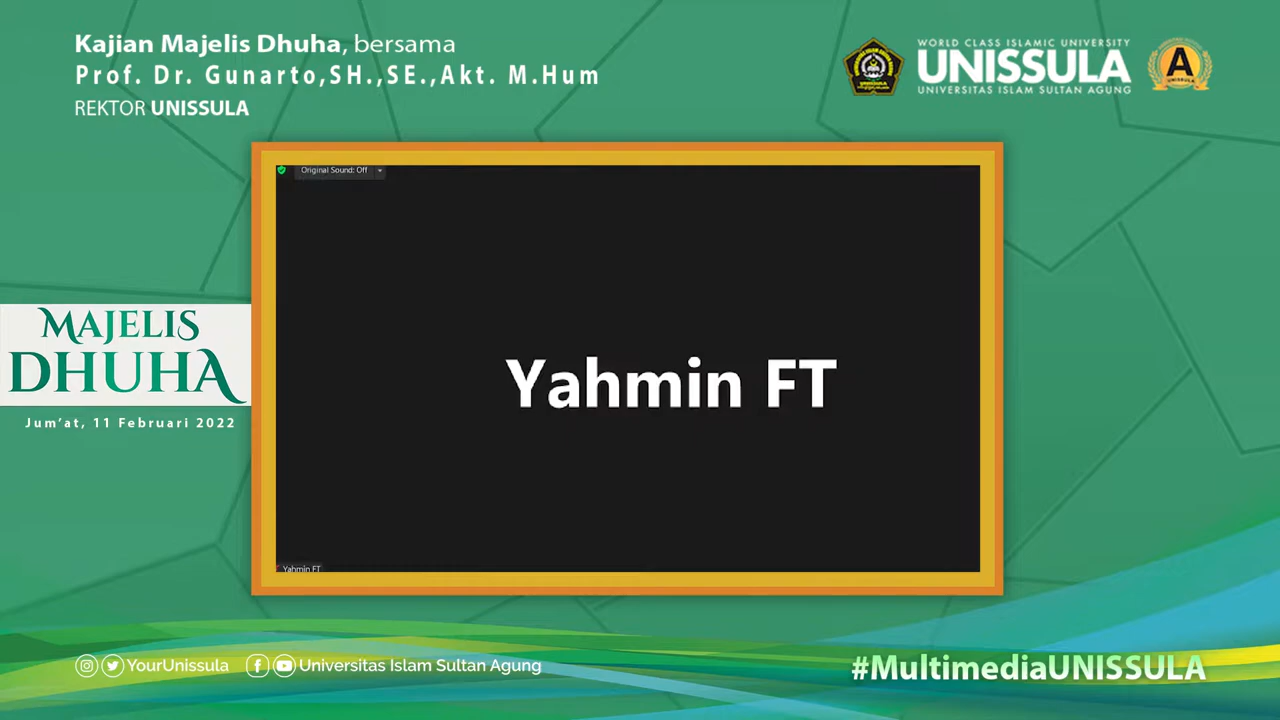 Kajian Majelis Dhuha, bersama
Prof. Dr. Gunarto,SH.,SE.,Akt. M.Hum
REKTOR UNISSULA
WORLD CLASS ISLAMIC UNIVERSITY
UNISSULA
UNIVERSITAS ISLAM SULTAN AGUNG
A
UNISSULA
Original Sound: Off
MAJELIS
DHUHA
Jum'at, 11 Februari 2022
Yahmin FT
Yahmin FT
YourUnissula
Universitas Islam Sultan Agung
#MultimediaUNISSULA